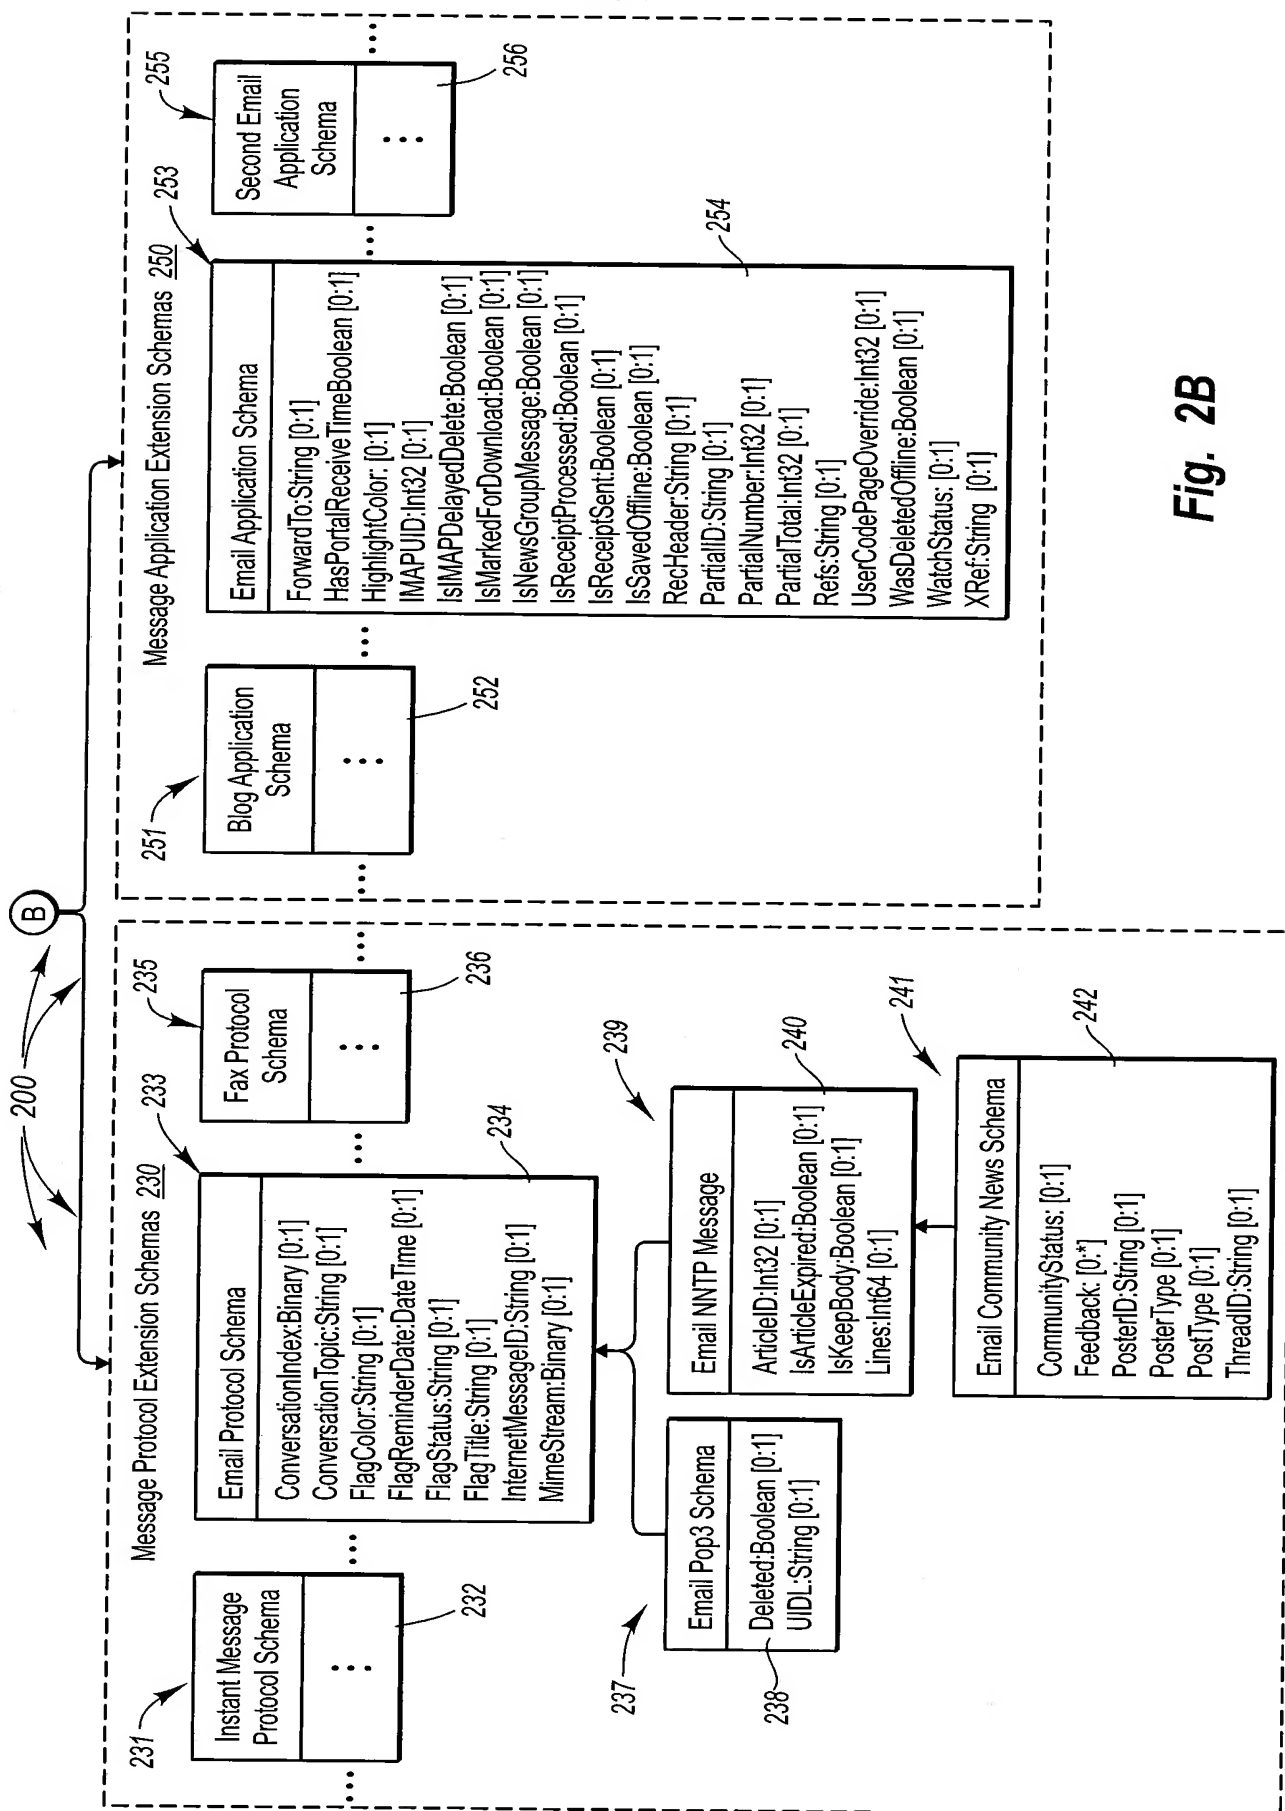 200
B
Message Protocol Extension Schemas 230
231
Instant Message
Protocol Schema
232
233
Email Protocol Schema
ConversationIndex:Binary [0:1]
ConversationTopic:String [0:1]
FlagColor:String [0:1]
FlagReminderDate:DateTime [0:1]
FlagStatus:String [0:1]
FlagTitle:String [0:1]
InternetMessageID:String [0:1]
MimeStream:Binary [0:1]
234
235
Fax Protocol
Schema
236
237
Email Pop3 Schema
Deleted:Boolean [0:1]
UIDL:String [0:1]
238
239
Email NNTP Message
ArticleID:Int32 [0:1]
IsArticleExpired:Boolean [0:1]
IsKeepBody:Boolean [0:1]
Lines:Int64 [0:1]
240
241
Email Community News Schema
CommunityStatus: [0:1]
Feedback: [0:*]
PosterID:String [0:1]
PosterType [0:1]
PostType [0:1]
ThreadID:String [0:1]
242
Message Application Extension Schemas 250
251
Blog Application
Schema
252
253
Email Application Schema
ForwardTo:String [0:1]
HasPortalReceiveTimeBoolean [0:1]
HighlightColor: [0:1]
IMAPUID:Int32 [0:1]
IsIMAPDelayedDelete:Boolean [0:1]
IsMarkedForDownload:Boolean [0:1]
IsNewsGroupMessage:Boolean [0:1]
IsReceiptProcessed:Boolean [0:1]
IsReceiptSent:Boolean [0:1]
IsSavedOffline:Boolean [0:1]
RecHeader:String [0:1]
PartialID:String [0:1]
PartialNumber:Int32 [0:1]
PartialTotal:Int32 [0:1]
Refs:String [0:1]
UserCodePageOverride:Int32 [0:1]
WasDeletedOffline:Boolean [0:1]
WatchStatus: [0:1]
XRef:String [0:1]
254
255
Second Email
Application
Schema
256
Fig. 2B